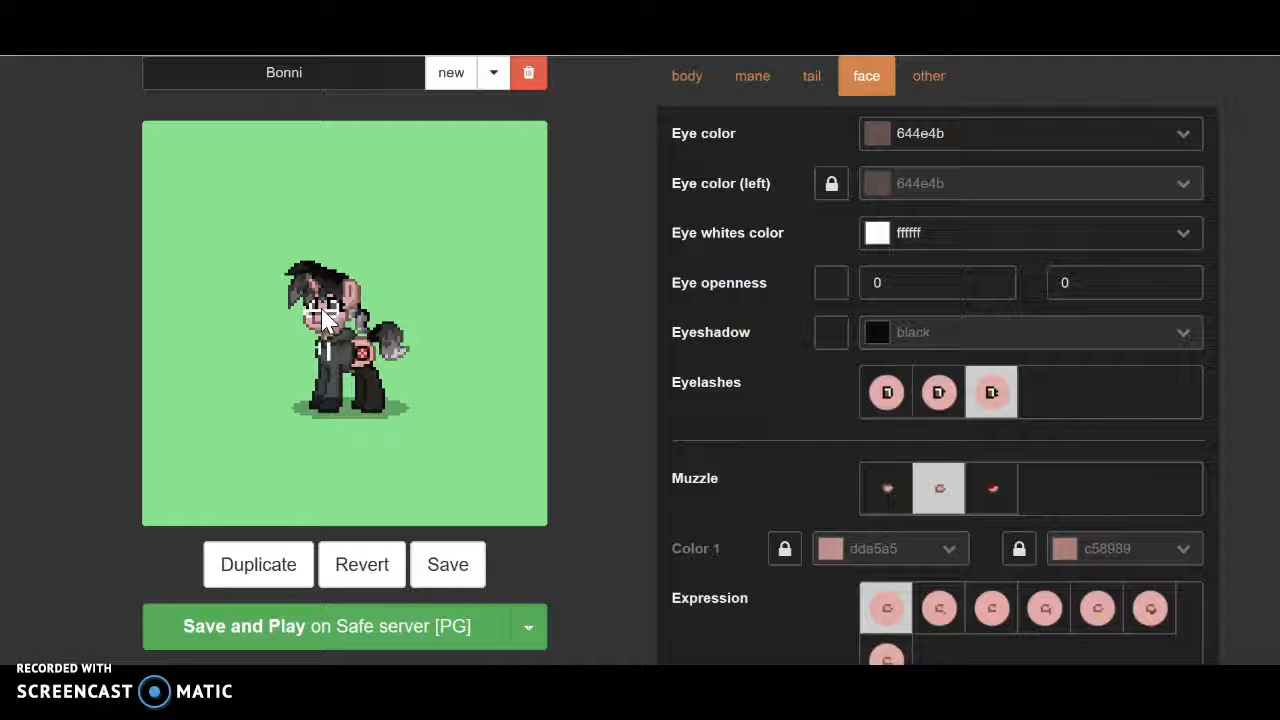 Bonni
new
body
mane
tail
face
other
Eye color
644e4b
Eye color (left)
644e4b
Eye whites color
ffffff
Eye openness
0
0
Eyeshadow
black
Eyelashes
Muzzle
Color 1
dda5a5
c58989
Expression
Duplicate
Revert
Save
Save and Play on Safe server [PG]
RECORDED WITH
SCREENCAST MATIC